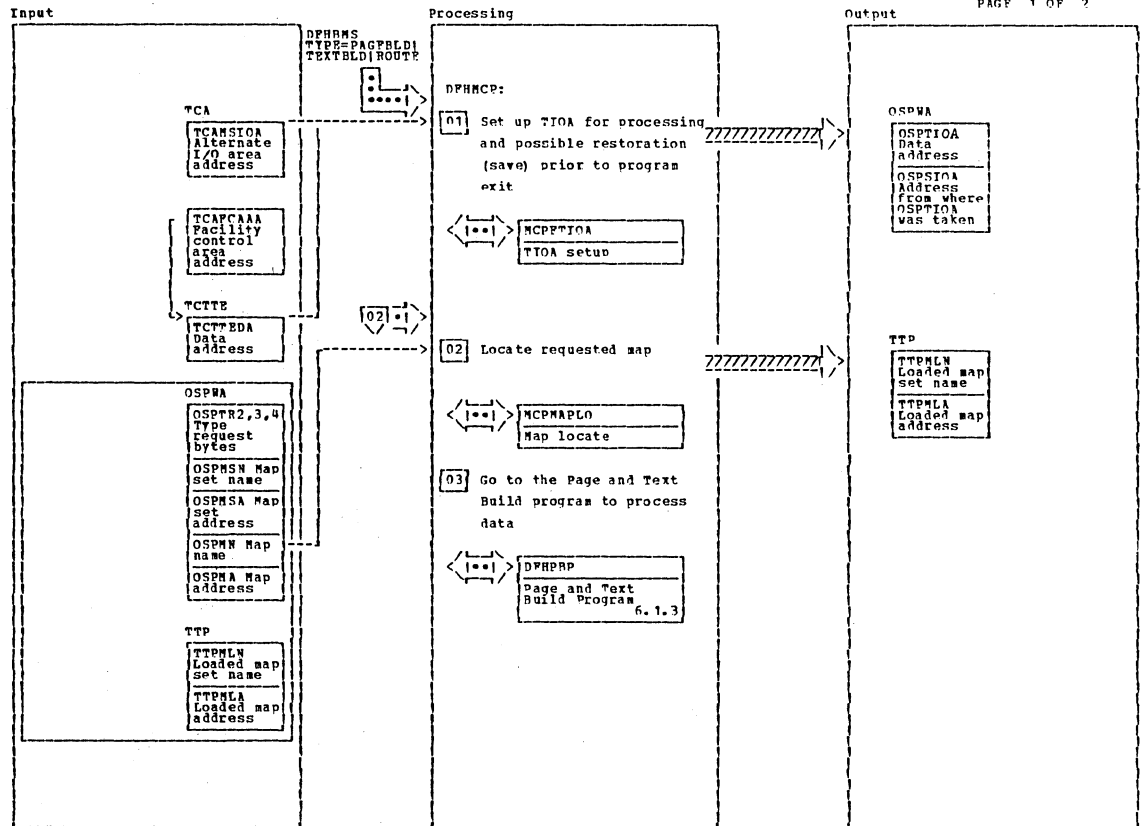 PAGE 1 OF 2
Input
Processing
Output
DFHBMS
TYPE=PAGEBLD|
TEXTBLD|ROUTE
DFHMCP:
TCA
TCAMSIOA
Alternate
I/O area
address
TCAFCAAA
Facility
control
area
address
TCTTE
TCTTEDA
Data
address
OSPWA
OSPTR2,3,4
Type
request
bytes
OSPMSN Map
set name
OSPMSA Map
set
address
OSPMN Map
name
OSPMA Map
address
TTP
TTPMLN
Loaded map
set name
TTPMLA
Loaded map
address
01 Set up TIOA for processing
and possible restoration
(save) prior to program
exit
MCPETIOA
TIOA setup
02
02 Locate requested map
MCPMAPLO
Map locate
03 Go to the Page and Text
Build program to process
data
DFHPBP
Page and Text
Build Program
6.1.3
OSPWA
OSPTIOA
Data
address
OSPSIOA
Address
from where
OSPTIOA
was taken
TTP
TTPMLN
Loaded map
set name
TTPMLA
Loaded map
address